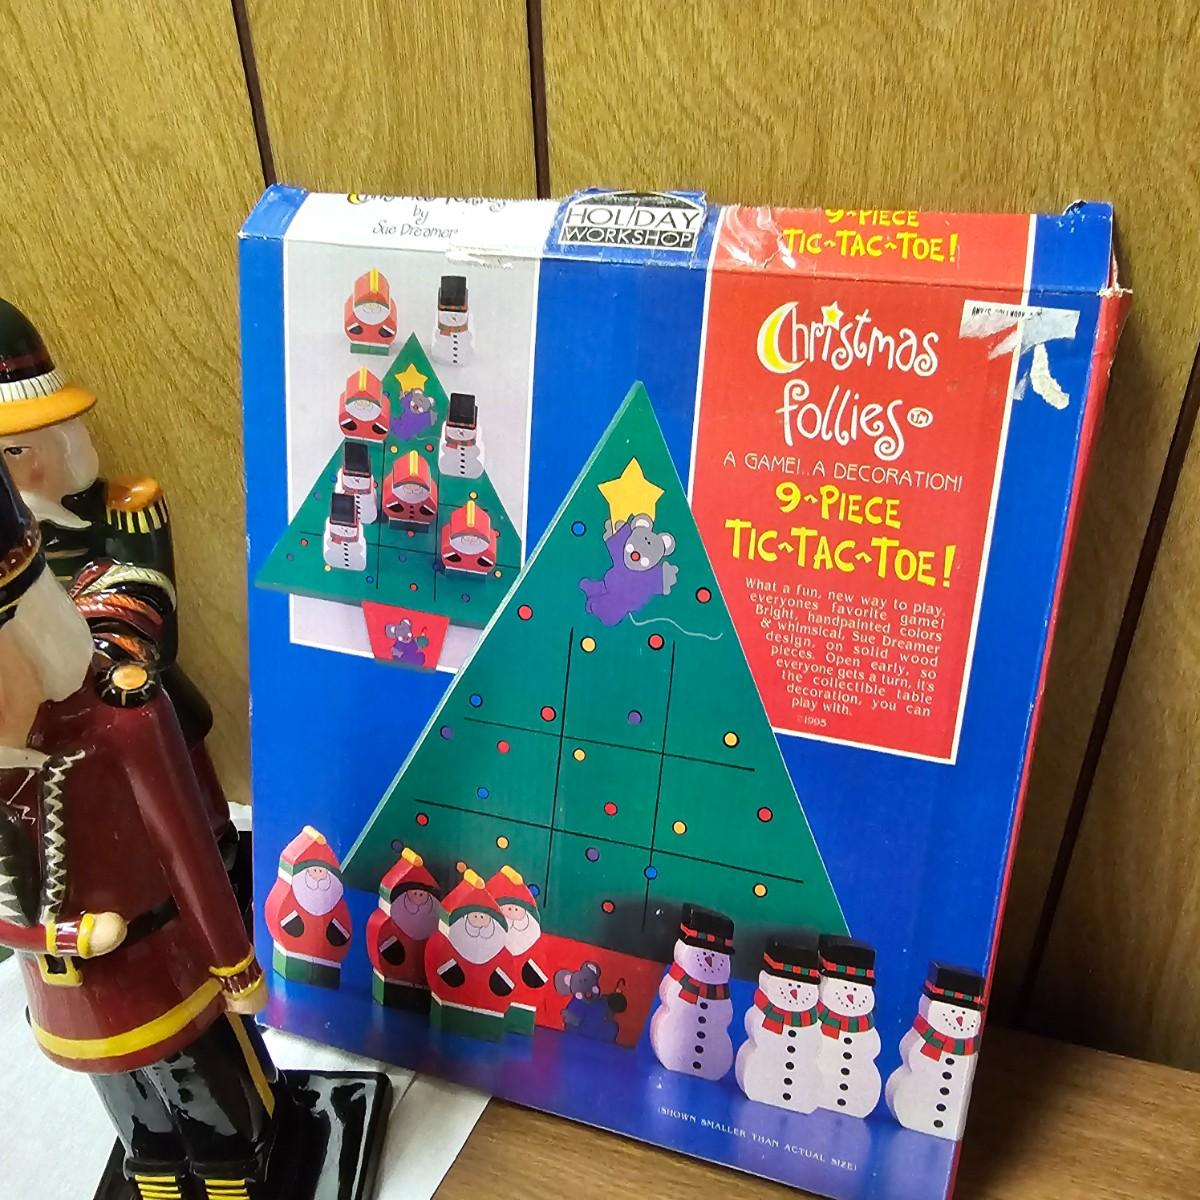 by
Sue Dreamer
HOLIDAY
WORKSHOP
9-PIECE
TIC-TAC-TOE!
Christmas
follies™
A GAME!..A DECORATION!
9-PIECE
TIC-TAC-TOE!
What a fun, new way to play,
everyones favorite game!
Bright, handpainted colors
& whimsical, Sue Dreamer
design, on solid wood
pieces. Open early, so
everyone gets a turn, its
the collectible table
decoration, you can
play with.
©1995
(SHOWN SMALLER THAN ACTUAL SIZE)